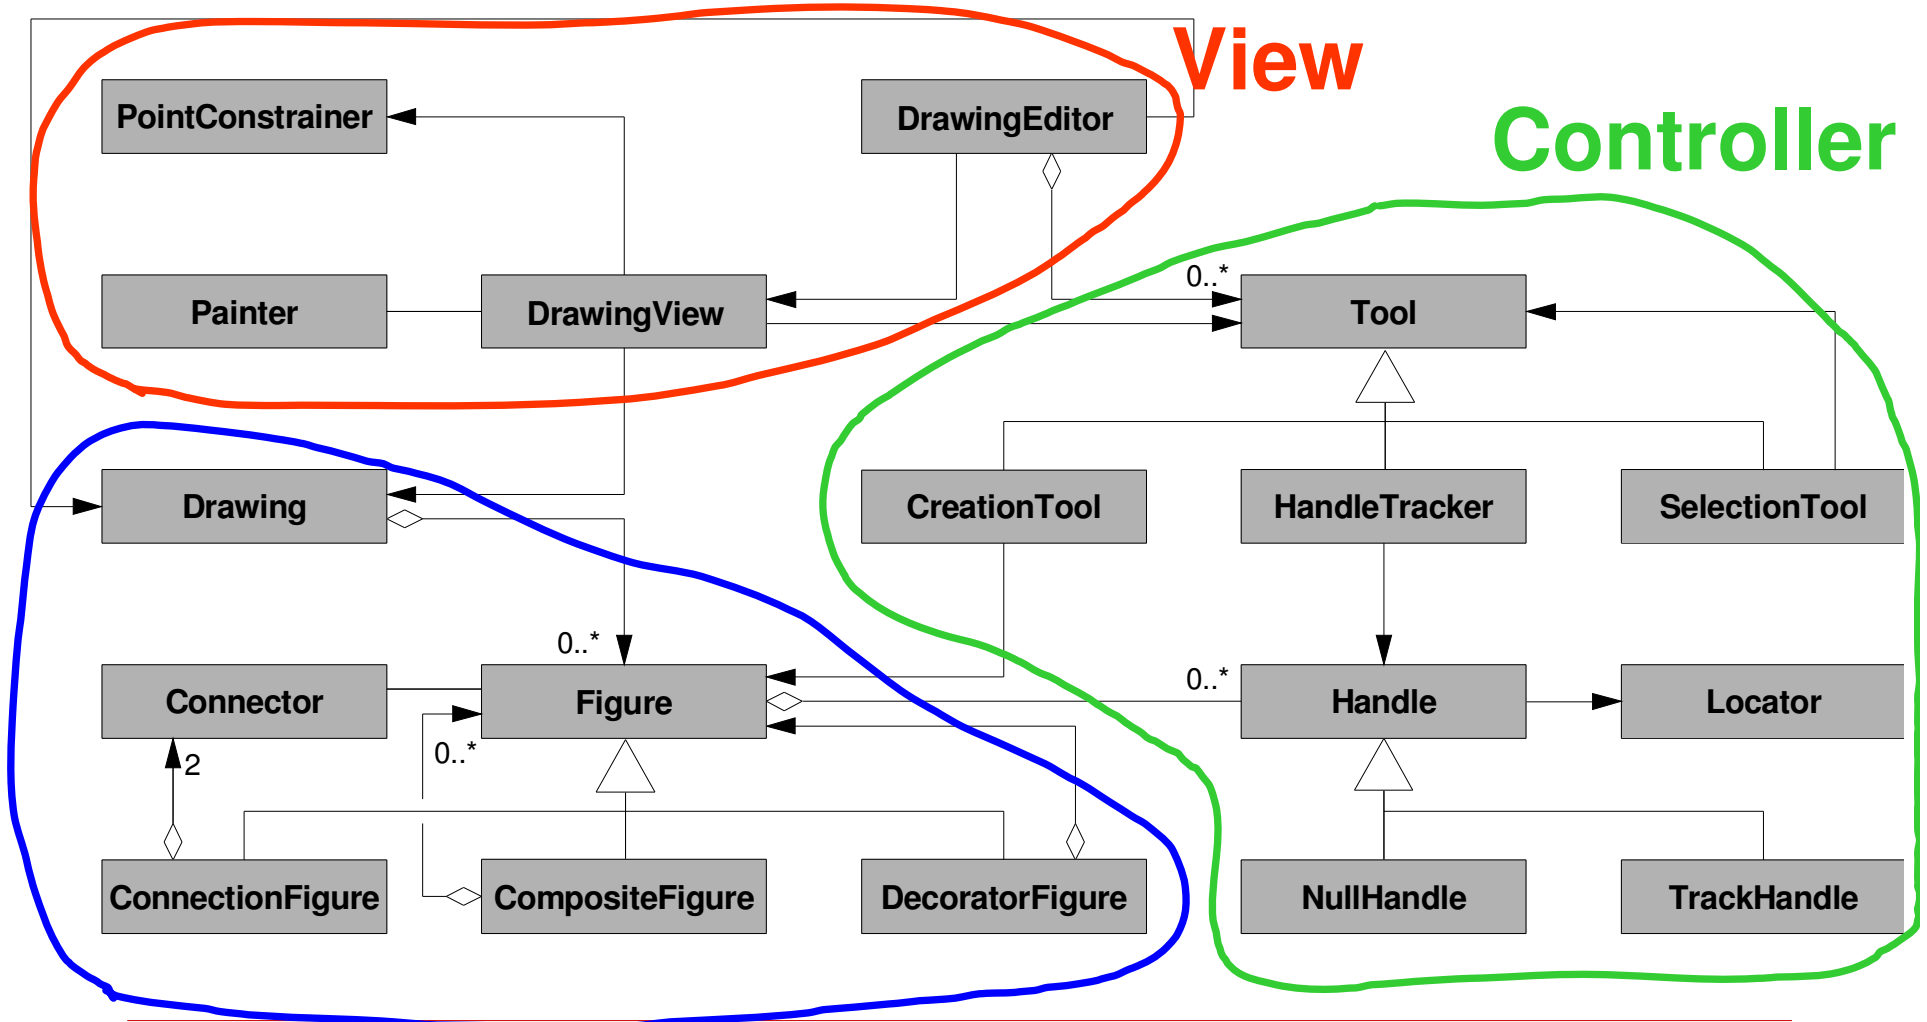 View
Controller
PointConstrainer
DrawingEditor
Painter
DrawingView
0..*
Tool
Drawing
CreationTool
HandleTracker
SelectionTool
0..*
Connector
Figure
0..*
Handle
Locator
0..*
2
ConnectionFigure
CompositeFigure
DecoratorFigure
NullHandle
TrackHandle